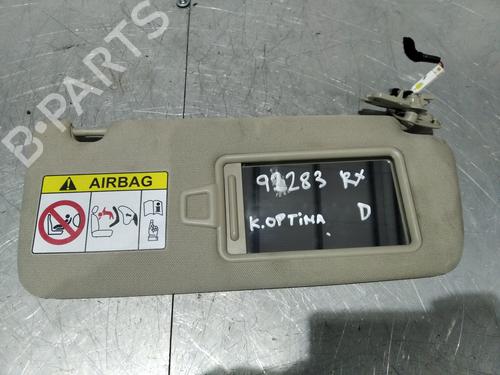 B-PARTS
AIRBAG
92283 RX
K.OPTIMA D